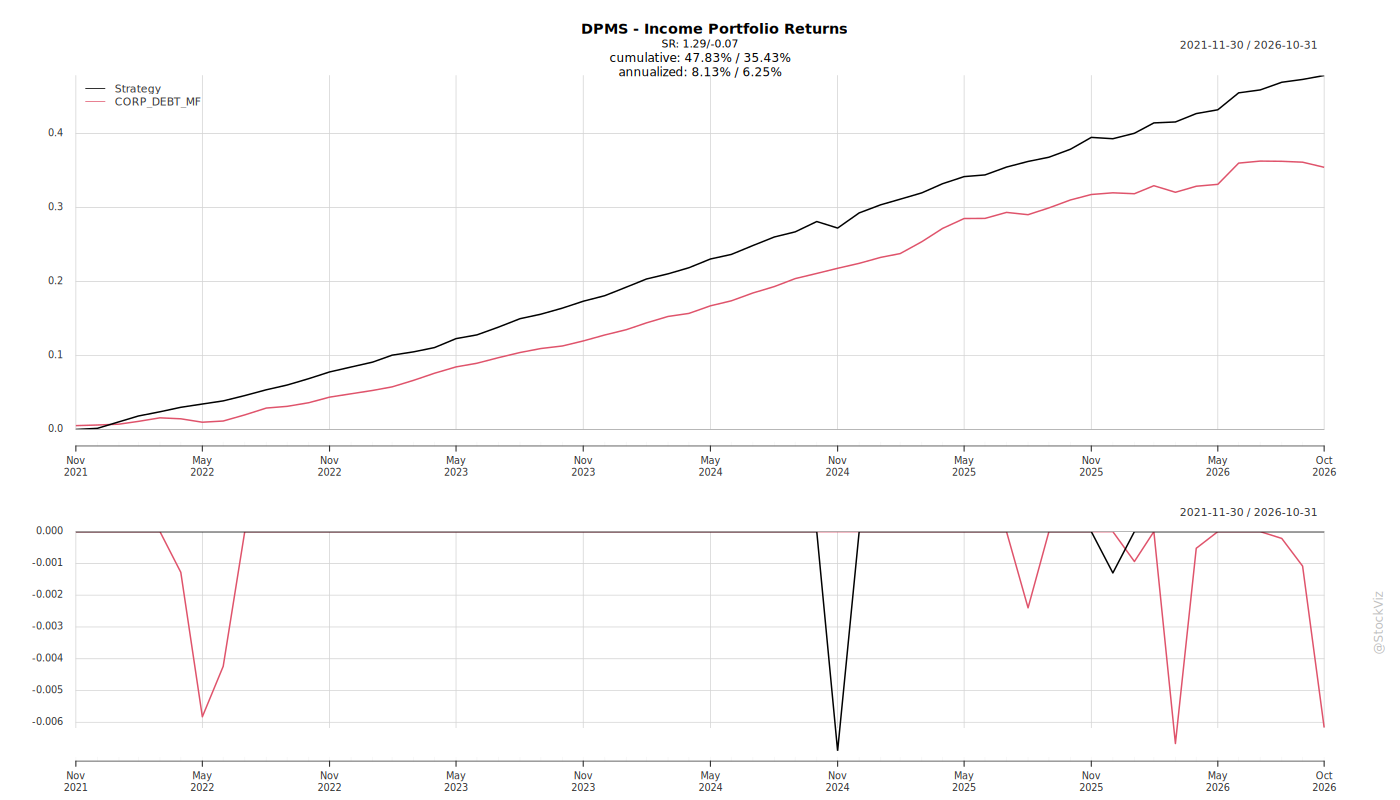 DPMS - Income Portfolio Returns
SR: 1.29/-0.07
cumulative: 47.83% / 35.43%
annualized: 8.13% / 6.25%
2021-11-30 / 2026-10-31
Strategy
CORP_DEBT_MF
0.4
0.3
0.2
0.1
0.0
Nov May Nov May Nov May Nov May Nov May Oct
2021 2022 2022 2023 2023 2024 2024 2025 2025 2026 2026
2021-11-30 / 2026-10-31
0.000
-0.001
-0.002
-0.003
-0.004
-0.005
-0.006
Nov May Nov May Nov May Nov May Nov May Oct
2021 2022 2022 2023 2023 2024 2024 2025 2025 2026 2026
@StockViz